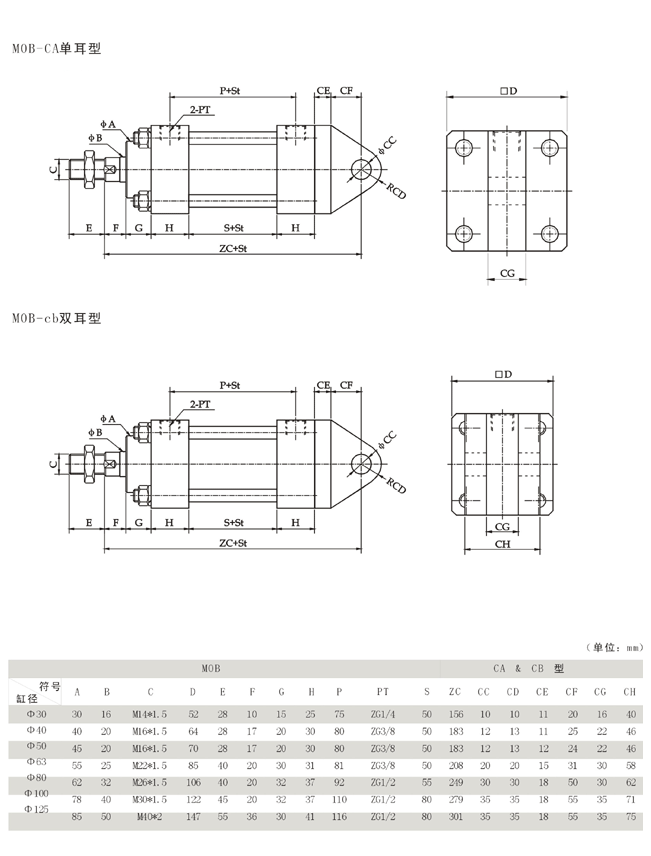 MOB-CA单耳型
P+St CE CF
2-PT
ΦA
ΦB
C
ΦCC
RCD
E F G H S+St H
ZC+St
□D
CG
MOB-cb双耳型
P+St CE CF
2-PT
ΦA
ΦB
C
ΦCC
RCD
E F G H S+St H
ZC+St
□D
CG
CH
(单位: mm)
MOB CA & CB 型
符号
缸径 A B C D E F G H P PT S ZC CC CD CE CF CG CH
Φ30 30 16 M14*1.5 52 28 10 15 25 75 ZG1/4 50 156 10 10 11 20 16 40
Φ40 40 20 M16*1.5 64 28 17 20 30 80 ZG3/8 50 183 12 13 11 25 22 46
Φ50 45 20 M16*1.5 70 28 17 20 30 80 ZG3/8 50 183 12 13 12 24 22 46
Φ63 55 25 M22*1.5 85 40 20 30 31 81 ZG3/8 50 208 20 20 15 31 30 58
Φ80 62 32 M26*1.5 106 40 20 32 37 92 ZG1/2 55 249 30 30 18 50 30 62
Φ100 78 40 M30*1.5 122 45 20 32 37 110 ZG1/2 80 279 35 35 18 55 35 71
Φ125 85 50 M40*2 147 55 36 30 41 116 ZG1/2 80 301 35 35 18 55 35 75